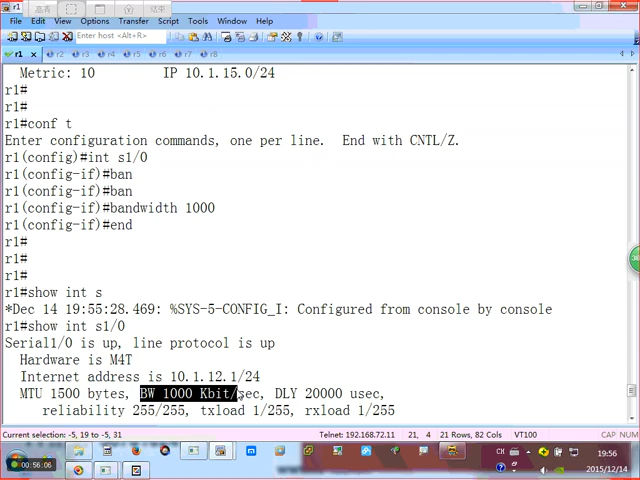 r1
高清
结束
File Edit View Options Transfer Script Tools Window Help
Enter host <Alt+R>
r1 × r2 r3 r4 r5 r6 r7 r8
Metric: 10 IP 10.1.15.0/24
r1#
r1#
r1#conf t
Enter configuration commands, one per line. End with CNTL/Z.
r1(config)#int s1/0
r1(config-if)#ban
r1(config-if)#ban
r1(config-if)#bandwidth 1000
r1(config-if)#end
r1#
r1#
r1#
r1#show int s
*Dec 14 19:55:28.469: %SYS-5-CONFIG_I: Configured from console by console
r1#show int s1/0
Serial1/0 is up, line protocol is up
Hardware is M4T
Internet address is 10.1.12.1/24
MTU 1500 bytes, BW 1000 Kbit/sec, DLY 20000 usec,
reliability 255/255, txload 1/255, rxload 1/255
Current selection: -5, 19 to -5, 31 Telnet: 192.168.72.11 21, 4 21 Rows, 82 Cols VT100 CAP NUM
00:56:06
CH
19:56
2015/12/14